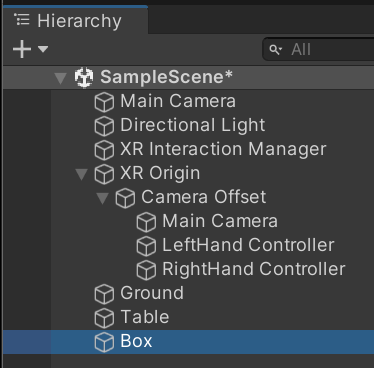 Hierarchy
All
SampleScene*
Main Camera
Directional Light
XR Interaction Manager
XR Origin
Camera Offset
Main Camera
LeftHand Controller
RightHand Controller
Ground
Table
Box